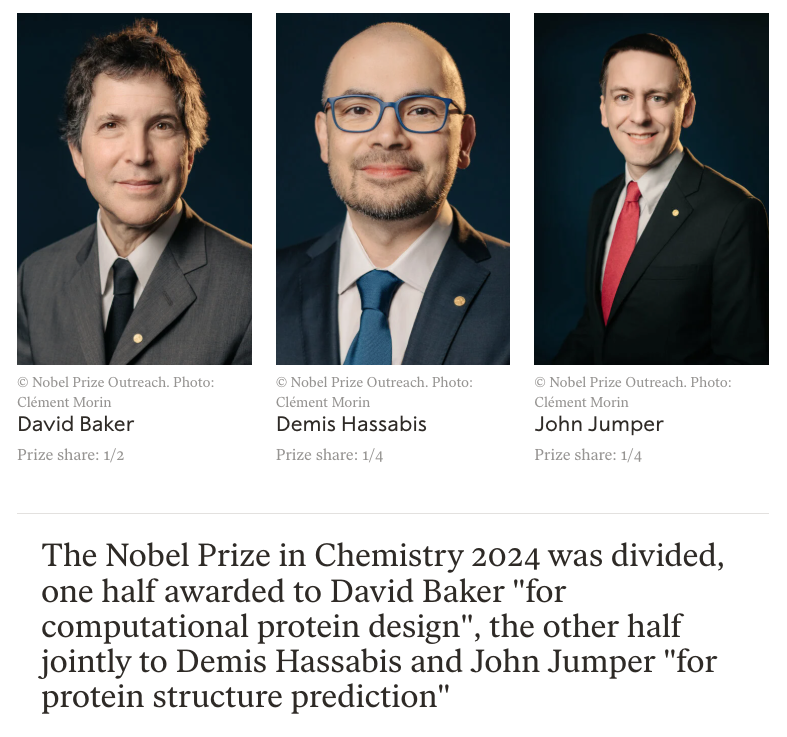 © Nobel Prize Outreach. Photo:
Clément Morin
David Baker
Prize share: 1/2
© Nobel Prize Outreach. Photo:
Clément Morin
Demis Hassabis
Prize share: 1/4
© Nobel Prize Outreach. Photo:
Clément Morin
John Jumper
Prize share: 1/4
The Nobel Prize in Chemistry 2024 was divided,
one half awarded to David Baker "for
computational protein design", the other half
jointly to Demis Hassabis and John Jumper "for
protein structure prediction"